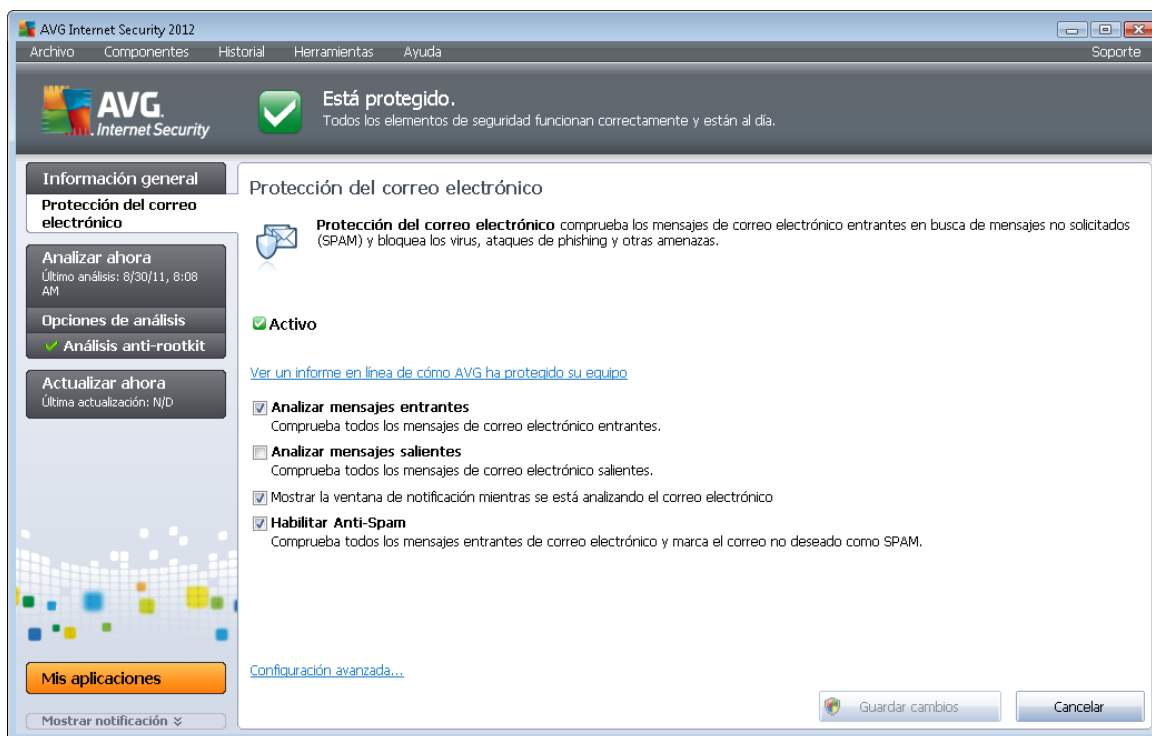 AVG Internet Security 2012
Archivo Componentes Historial Herramientas Ayuda Soporte
AVG.
Internet Security
Está protegido.
Todos los elementos de seguridad funcionan correctamente y están al día.
Información general
Protección del correo
electrónico
Analizar ahora
Último análisis: 8/30/11, 8:08
AM
Opciones de análisis
Análisis anti-rootkit
Actualizar ahora
Última actualización: N/D
Mis aplicaciones
Mostrar notificación
Protección del correo electrónico
Protección del correo electrónico comprueba los mensajes de correo electrónico entrantes en busca de mensajes no solicitados
(SPAM) y bloquea los virus, ataques de phishing y otras amenazas.
Activo
Ver un informe en línea de cómo AVG ha protegido su equipo
Analizar mensajes entrantes
Comprueba todos los mensajes de correo electrónico entrantes.
Analizar mensajes salientes
Comprueba todos los mensajes de correo electrónico salientes.
Mostrar la ventana de notificación mientras se está analizando el correo electrónico
Habilitar Anti-Spam
Comprueba todos los mensajes entrantes de correo electrónico y marca el correo no deseado como SPAM.
Configuración avanzada...
Guardar cambios Cancelar